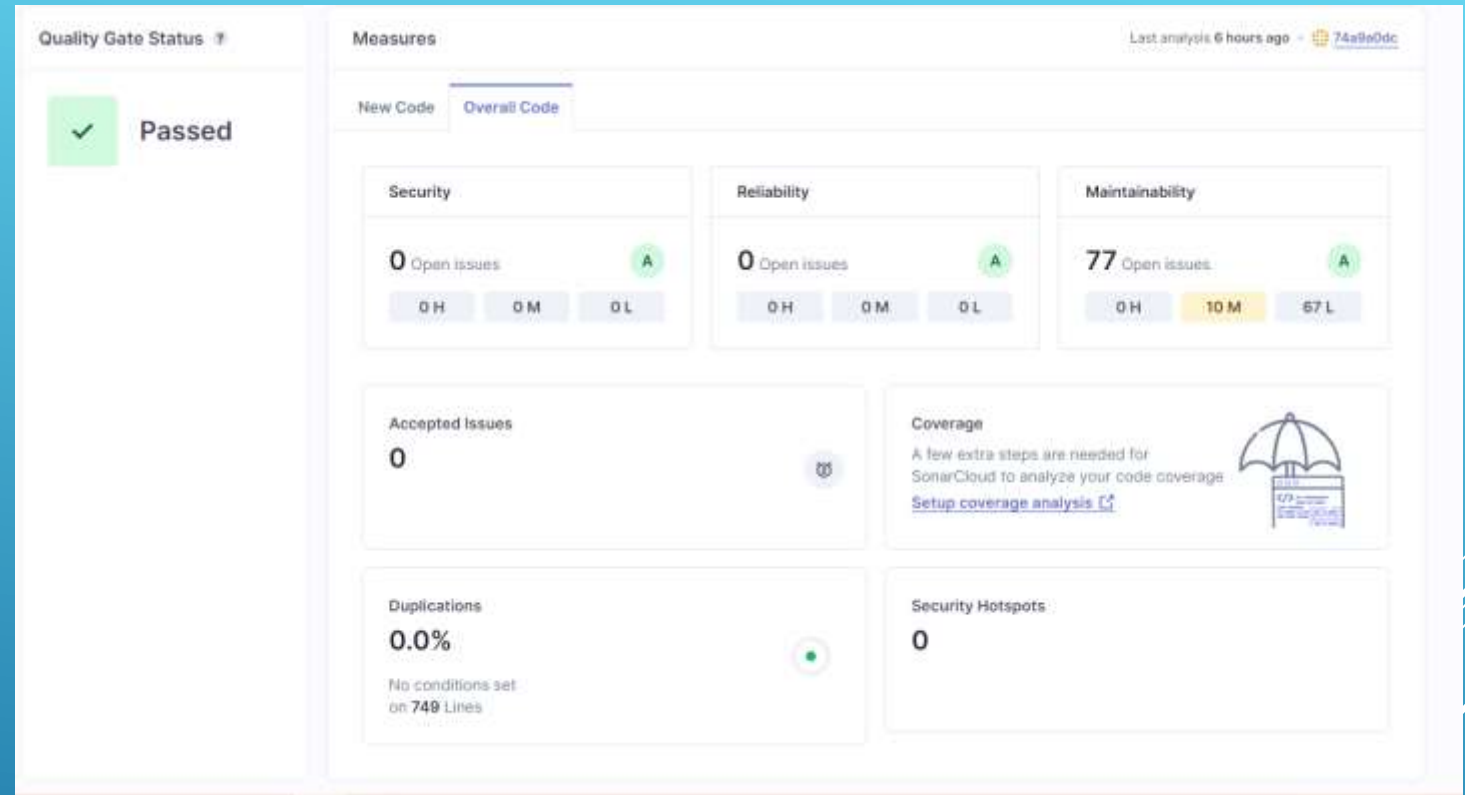 Quality Gate Status ?
Passed
Measures
Last analysis 6 hours ago
New Code
Overall Code
Security
0 Open issues
A
0 H
0 M
0 L
Reliability
0 Open issues
A
0 H
0 M
0 L
Maintainability
77 Open issues
A
0 H
10 M
67 L
Accepted Issues
0
Coverage
A few extra steps are needed for
SonarCloud to analyze your code coverage
Setup coverage analysis
Duplications
0.0%
No conditions set
on 749 Lines
Security Hotspots
0